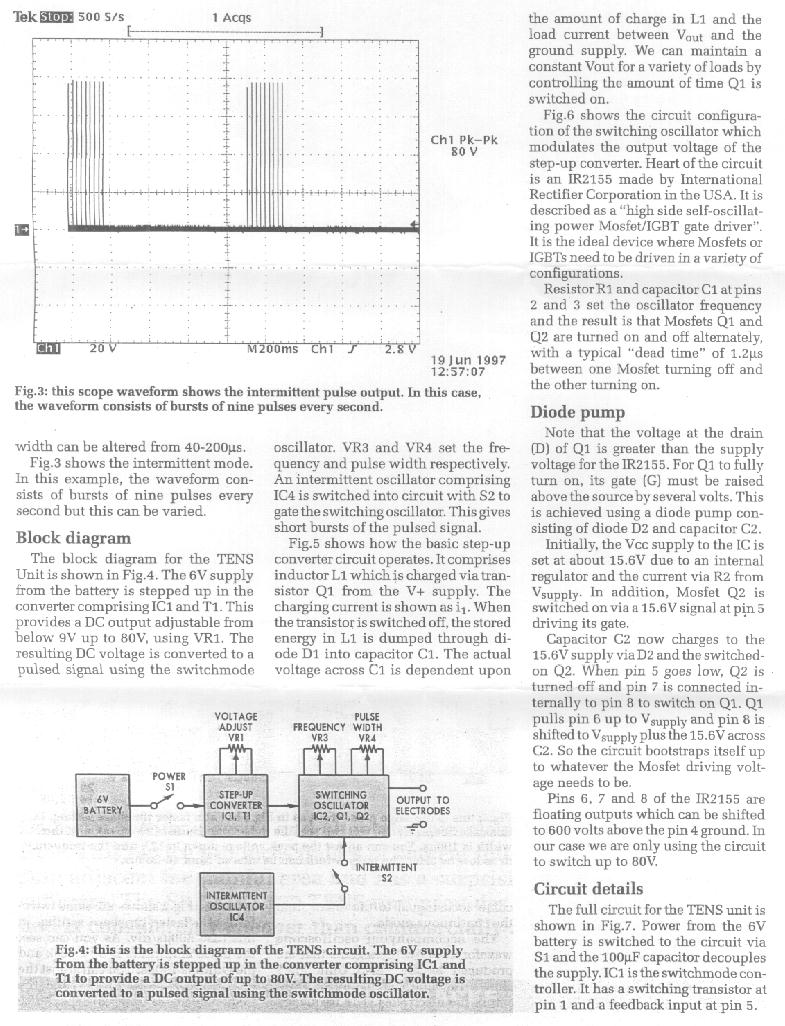 Tek Stop: 500 S/s
1 Acqs
Ch1 Pk–Pk
80 V
1
Ch1
20 V
M200ms
Ch1
2.8 V
19 Jun 1997
12:57:07
Fig.3: this scope waveform shows the intermittent pulse output. In this case,
the waveform consists of bursts of nine pulses every second.
width can be altered from 40-200μs.
Fig.3 shows the intermittent mode.
In this example, the waveform con-
sists of bursts of nine pulses every
second but this can be varied.
Block diagram
The block diagram for the TENS
Unit is shown in Fig.4. The 6V supply
from the battery is stepped up in the
converter comprising IC1 and T1. This
provides a DC output adjustable from
below 9V up to 80V, using VR1. The
resulting DC voltage is converted to a
pulsed signal using the switchmode
oscillator. VR3 and VR4 set the fre-
quency and pulse width respectively.
An intermittent oscillator comprising
IC4 is switched into circuit with S2 to
gate the switching oscillator. This gives
short bursts of the pulsed signal.
Fig.5 shows how the basic step-up
converter circuit operates. It comprises
inductor L1 which is charged via tran-
sistor Q1 from the V+ supply. The
charging current is shown as i1. When
the transistor is switched off, the stored
energy in L1 is dumped through di-
ode D1 into capacitor C1. The actual
voltage across C1 is dependent upon
VOLTAGE
ADJUST
VR1
FREQUENCY
VR3
PULSE
WIDTH
VR4
6V
BATTERY
POWER
S1
STEP-UP
CONVERTER
IC1, T1
SWITCHING
OSCILLATOR
IC2, Q1, Q2
OUTPUT TO
ELECTRODES
INTERMITTENT
S2
INTERMITTENT
OSCILLATOR
IC4
Fig.4: this is the block diagram of the TENS circuit. The 6V supply
from the battery is stepped up in the converter comprising IC1 and
T1 to provide a DC output of up to 80V. The resulting DC voltage is
converted to a pulsed signal using the switchmode oscillator.
the amount of charge in L1 and the
load current between Vout and the
ground supply. We can maintain a
constant Vout for a variety of loads by
controlling the amount of time Q1 is
switched on.
Fig.6 shows the circuit configura-
tion of the switching oscillator which
modulates the output voltage of the
step-up converter. Heart of the circuit
is an IR2155 made by International
Rectifier Corporation in the USA. It is
described as a "high side self-oscillat-
ing power Mosfet/IGBT gate driver".
It is the ideal device where Mosfets or
IGBTs need to be driven in a variety of
configurations.
Resistor R1 and capacitor C1 at pins
2 and 3 set the oscillator frequency
and the result is that Mosfets Q1 and
Q2 are turned on and off alternately,
with a typical "dead time" of 1.2μs
between one Mosfet turning off and
the other turning on.
Diode pump
Note that the voltage at the drain
(D) of Q1 is greater than the supply
voltage for the IR2155. For Q1 to fully
turn on, its gate (G) must be raised
above the source by several volts. This
is achieved using a diode pump con-
sisting of diode D2 and capacitor C2.
Initially, the Vcc supply to the IC is
set at about 15.6V due to an internal
regulator and the current via R2 from
Vsupply. In addition, Mosfet Q2 is
switched on via a 15.6V signal at pin 5
driving its gate.
Capacitor C2 now charges to the
15.6V supply via D2 and the switched-
on Q2. When pin 5 goes low, Q2 is
turned off and pin 7 is connected in-
ternally to pin 8 to switch on Q1. Q1
pulls pin 6 up to Vsupply and pin 8 is
shifted to Vsupply plus the 15.6V across
C2. So the circuit bootstraps itself up
to whatever the Mosfet driving volt-
age needs to be.
Pins 6, 7 and 8 of the IR2155 are
floating outputs which can be shifted
to 600 volts above the pin 4 ground. In
our case we are only using the circuit
to switch up to 80V.
Circuit details
The full circuit for the TENS unit is
shown in Fig.7. Power from the 6V
battery is switched to the circuit via
S1 and the 100μF capacitor decouples
the supply. IC1 is the switchmode con-
troller. It has a switching transistor at
pin 1 and a feedback input at pin 5.